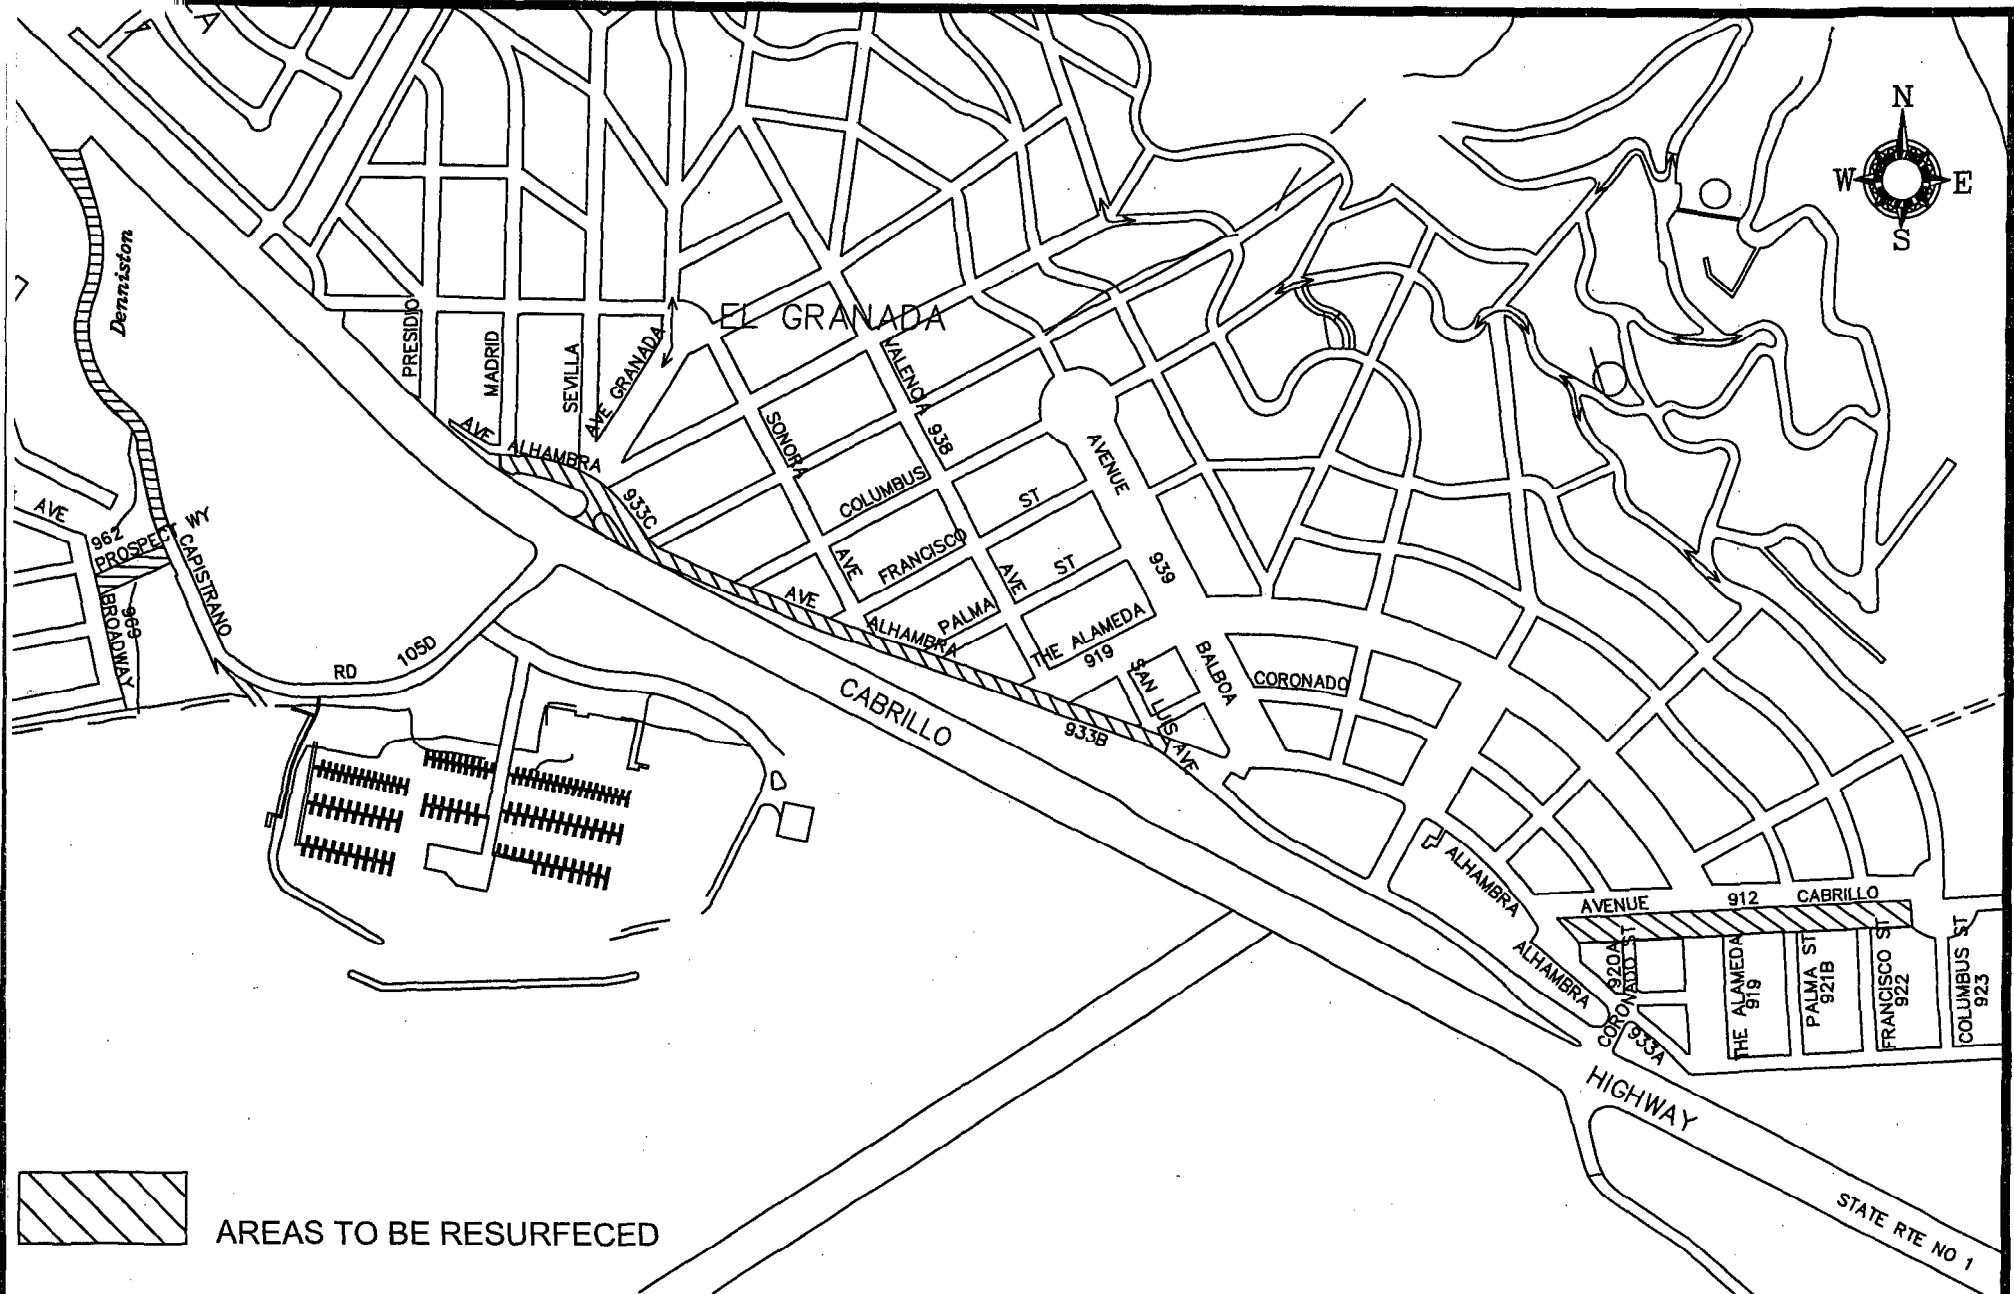 N
W E
S
Denniston
EL GRANADA
PRESIDIO
MADRID
SEVILLA
AVE GRANADA
VALENCIA 938
SONORA
AVE
ALHAMBRA
933C
COLUMBUS
ST
AVENUE
FRANCISCO
ST
AVE
AVE
939
PALMA
AVE
ALHAMBRA
THE ALAMEDA
919
SAN LUIS AVE
BALBOA
CORONADO
933B
CABRILLO
AVE
962
PROSPECT WY
CAPISTRANO
BROADWAY
969
RD
105D
ALHAMBRA
AVENUE
912
CABRILLO
ALHAMBRA
920A
CORONADO ST
933A
THE ALAMEDA
919
PALMA ST
921B
FRANCISCO ST
922
COLUMBUS ST
923
HIGHWAY
STATE RTE NO 1
AREAS TO BE RESURFECED